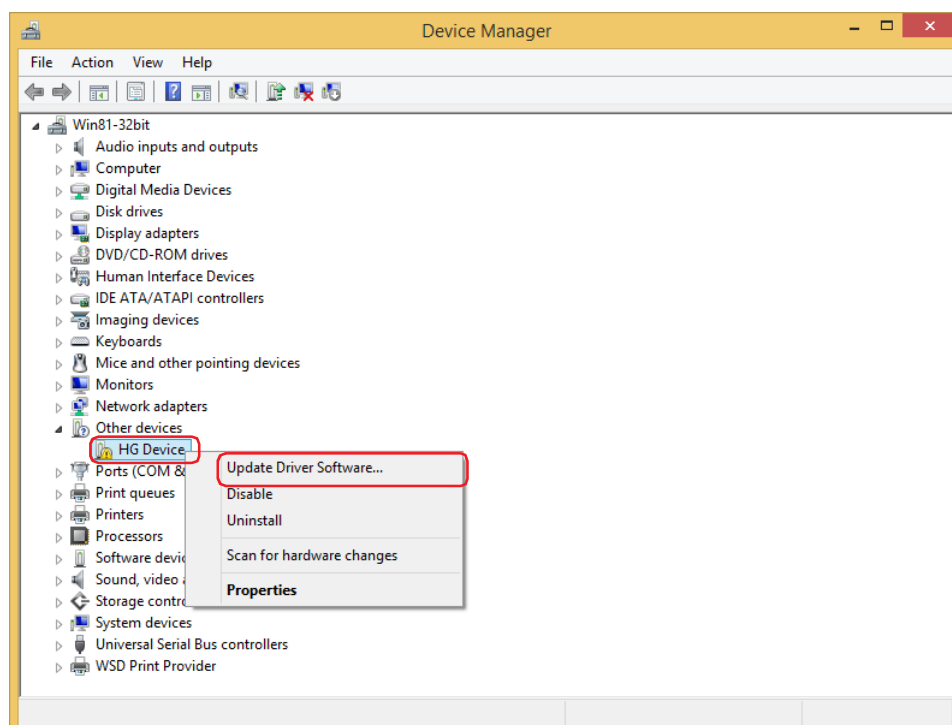 Device Manager
File Action View Help
Win81-32bit
Audio inputs and outputs
Computer
Digital Media Devices
Disk drives
Display adapters
DVD/CD-ROM drives
Human Interface Devices
IDE ATA/ATAPI controllers
Imaging devices
Keyboards
Mice and other pointing devices
Monitors
Network adapters
Other devices
HG Device
Ports (COM &
Print queues
Printers
Processors
Software devic
Sound, video
Storage contro
System devices
Universal Serial Bus controllers
WSD Print Provider
Update Driver Software...
Disable
Uninstall
Scan for hardware changes
Properties